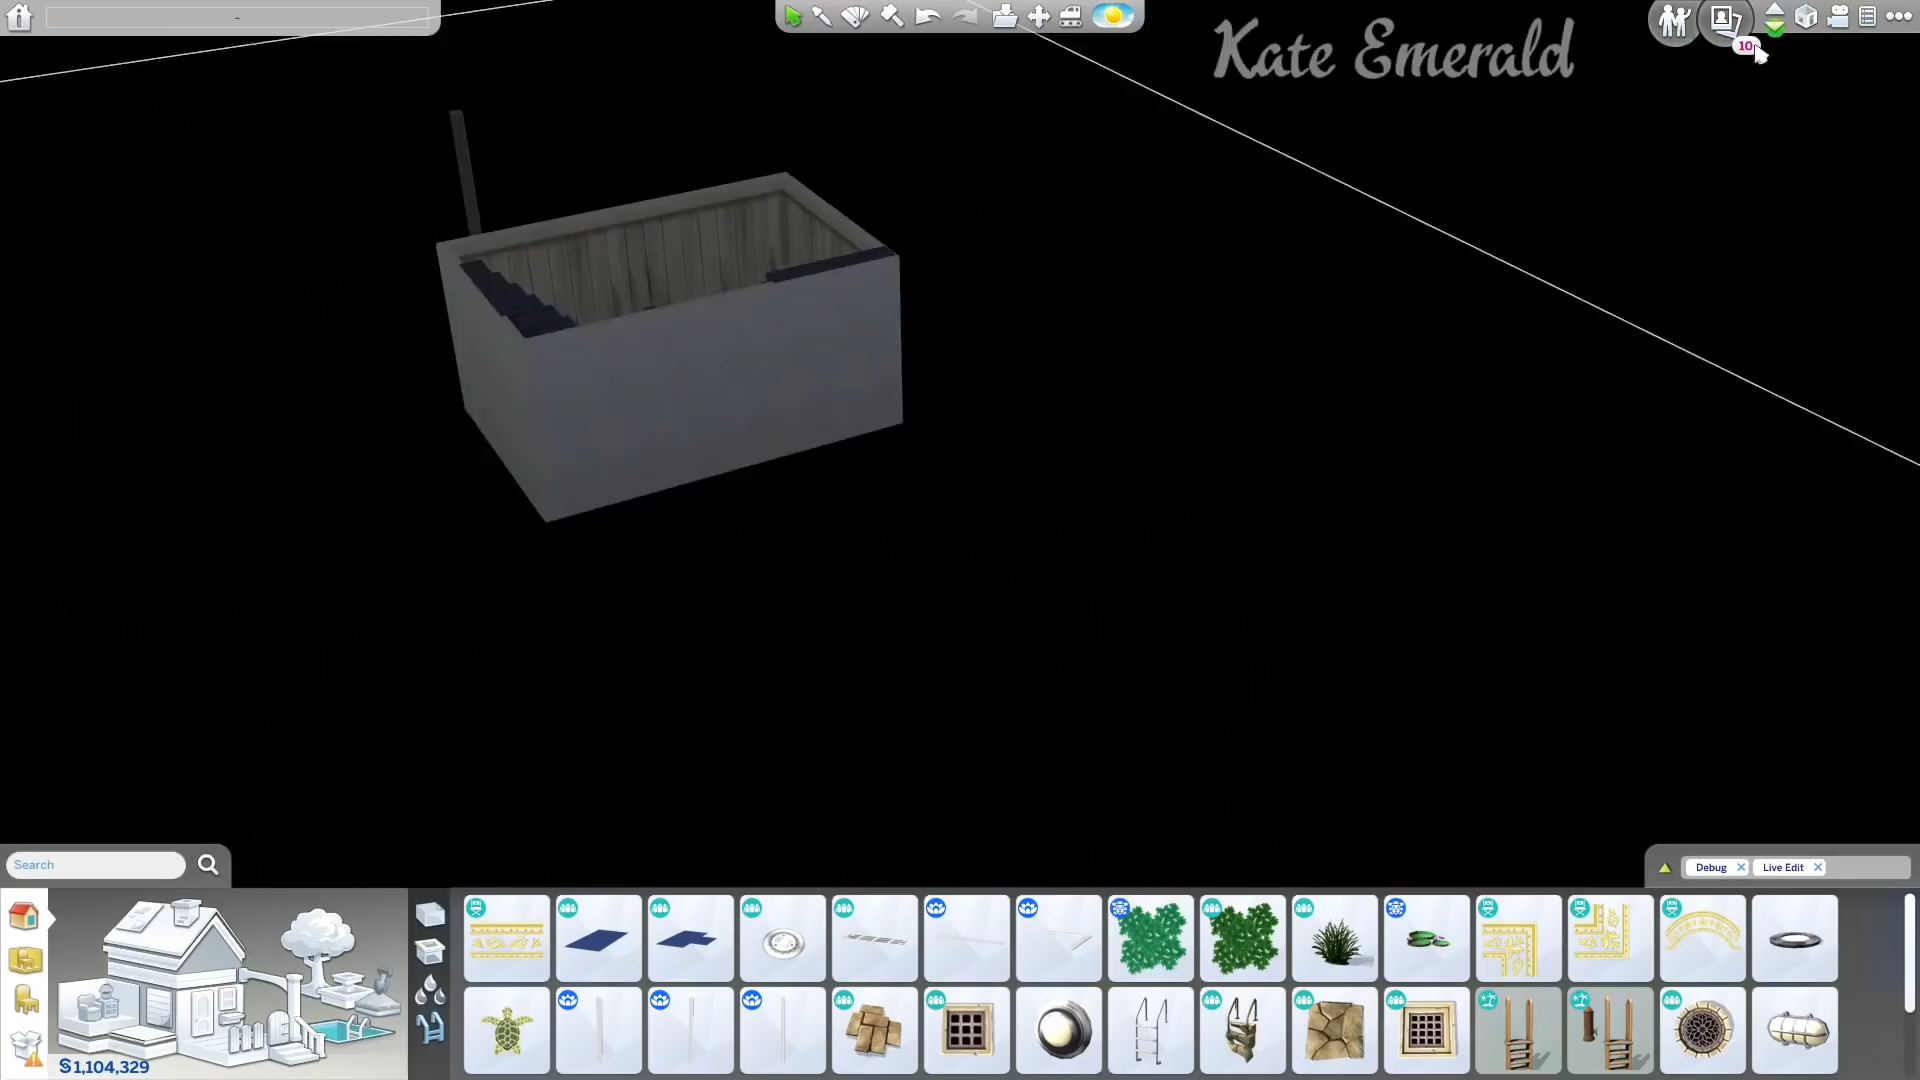 -
Kate Emerald
10
Search
Debug
Live Edit
§1,104,329